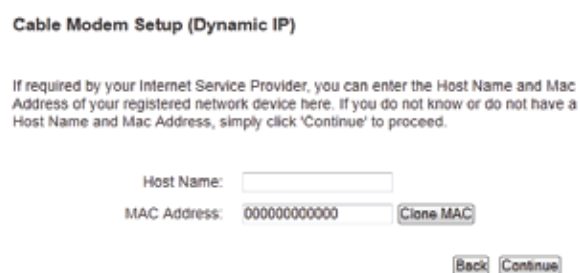 Cable Modem Setup (Dynamic IP)
If required by your Internet Service Provider, you can enter the Host Name and Mac
Address of your registered network device here. If you do not know or do not have a
Host Name and Mac Address, simply click 'Continue' to proceed.
Host Name:
MAC Address: 000000000000 Clone MAC
Back Continue